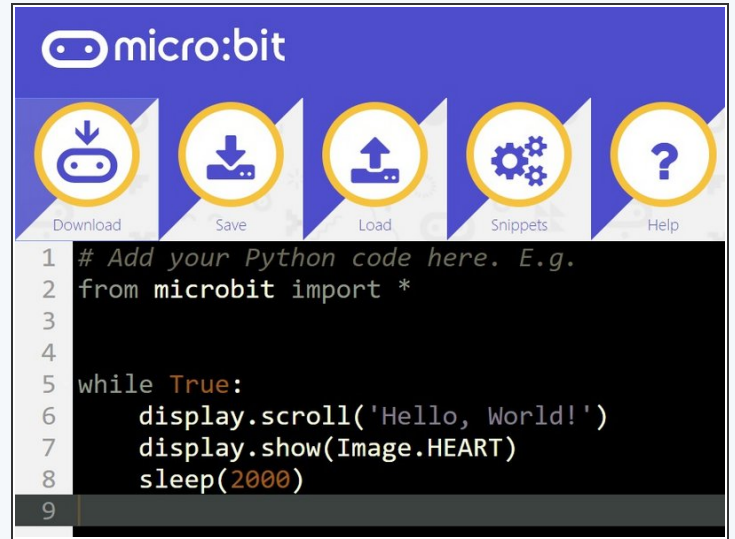 micro:bit
Download Save Load Snippets Help
1 # Add your Python code here. E.g.
2 from microbit import *
3
4
5 while True:
6     display.scroll('Hello, World!')
7     display.show(Image.HEART)
8     sleep(2000)
9